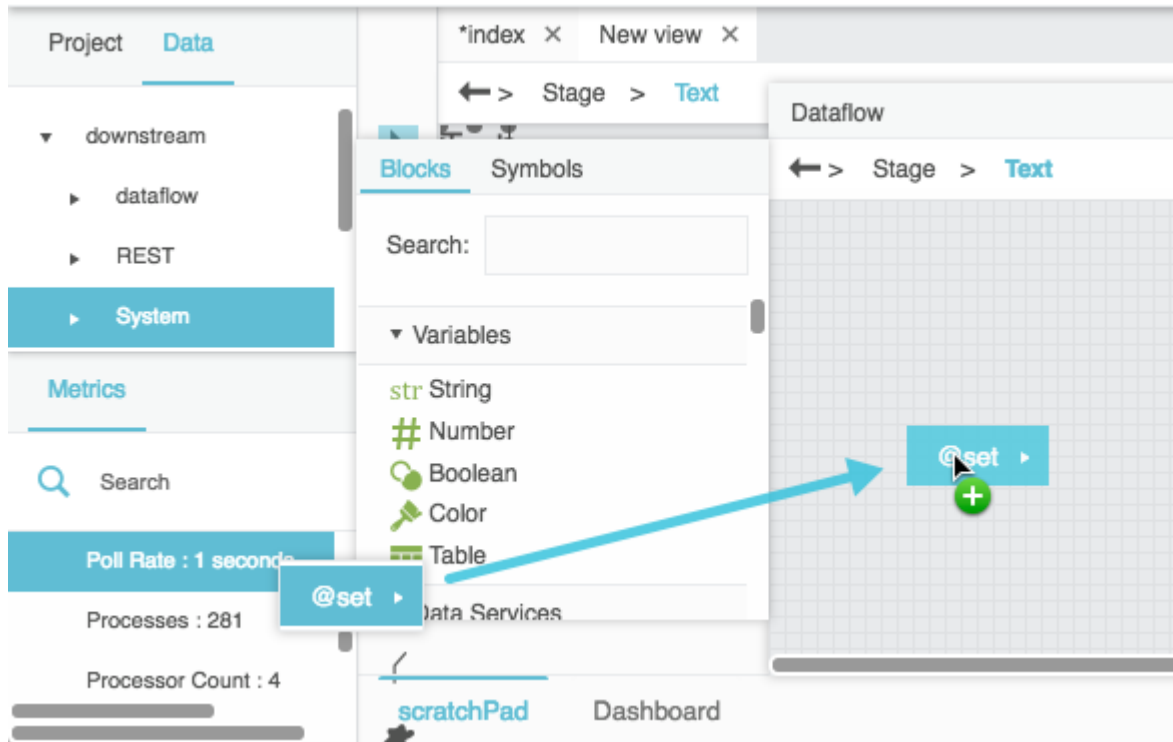 Project Data
*index × New view ×
← > Stage > Text
downstream
dataflow
REST
System
Metrics
Search
Poll Rate : 1 seconds
Processes : 281
Processor Count : 4
@set
Blocks Symbols
Search:
Variables
str String
# Number
Boolean
Color
Table
Data Services
scratchPad Dashboard
Dataflow
← > Stage > Text
@set